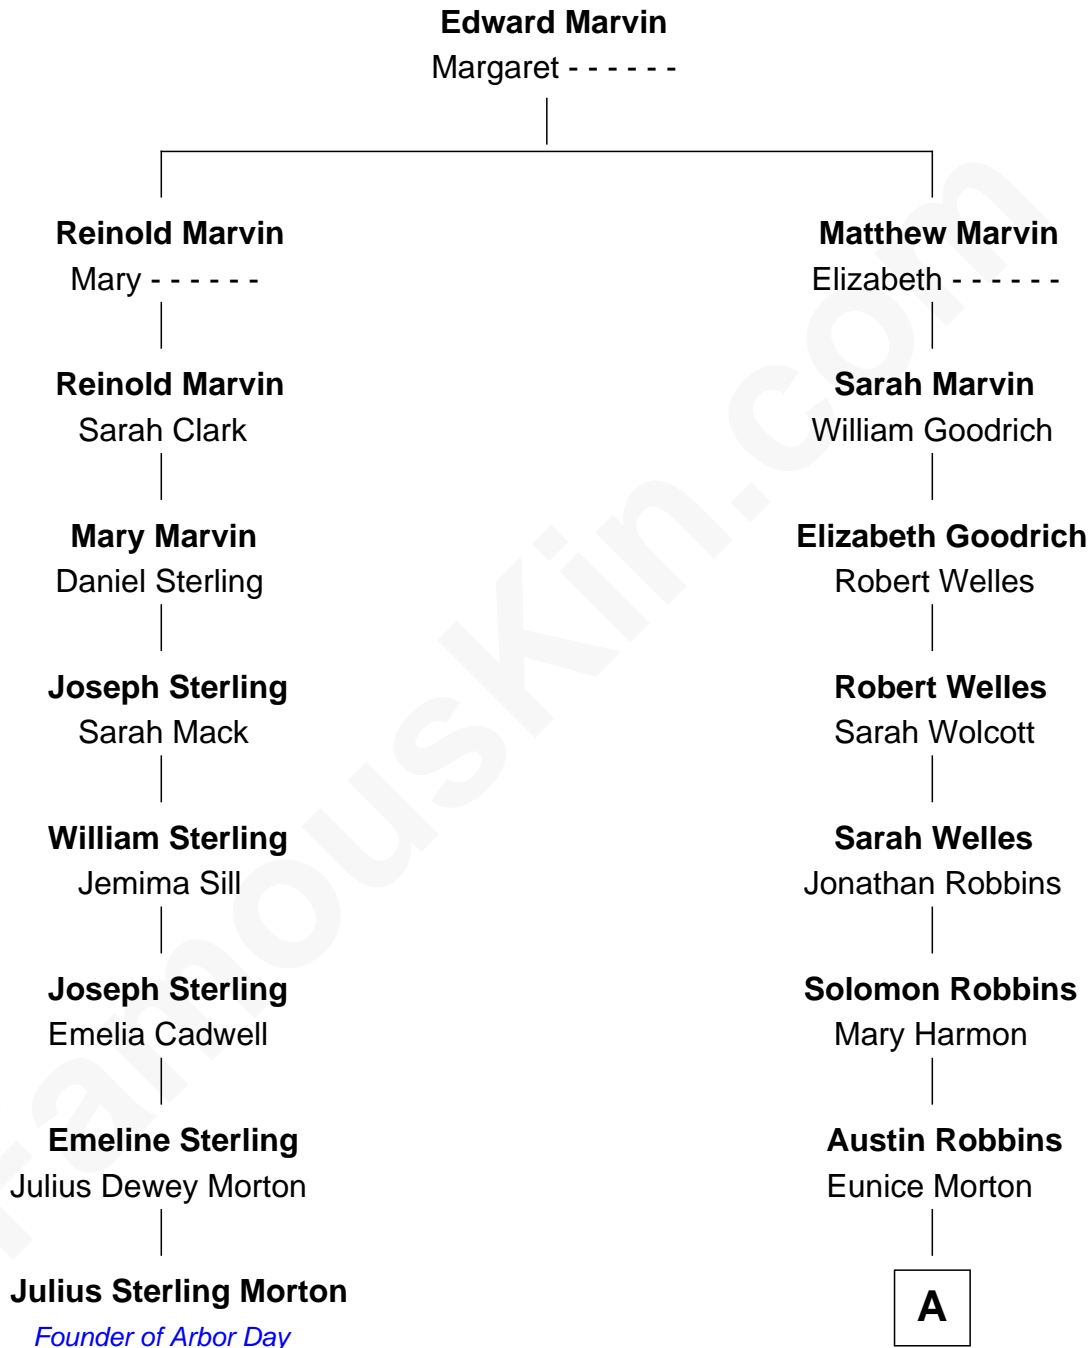 Edward Marvin
Margaret - - - - - -
Reinold Marvin
Mary - - - - - -
Matthew Marvin
Elizabeth - - - - - -
Reinold Marvin
Sarah Clark
Sarah Marvin
William Goodrich
Mary Marvin
Daniel Sterling
Elizabeth Goodrich
Robert Welles
Joseph Sterling
Sarah Mack
Robert Welles
Sarah Wolcott
William Sterling
Jemima Sill
Sarah Welles
Jonathan Robbins
Joseph Sterling
Emelia Cadwell
Solomon Robbins
Mary Harmon
Emeline Sterling
Julius Dewey Morton
Austin Robbins
Eunice Morton
Julius Sterling Morton
Founder of Arbor Day
A
FamousKin.com